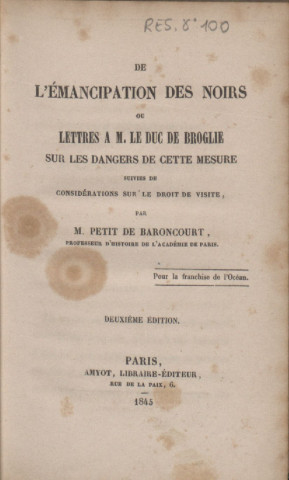 RES. 8° 100
DE
L'ÉMANCIPATION DES NOIRS
OU
LETTRES A M. LE DUC DE BROGLIE
SUR LES DANGERS DE CETTE MESURE
SUIVIES DE
CONSIDÉRATIONS SUR LE DROIT DE VISITE,
PAR
M. PETIT DE BARONCOURT,
PROFESSEUR D'HISTOIRE DE L'ACADÉMIE DE PARIS.
Pour la franchise de l'Océan.
DEUXIÈME EDITION.
PARIS,
AMYOT, LIBRAIRE-ÉDITEUR,
RUE DE LA PAIX, 6.
1845